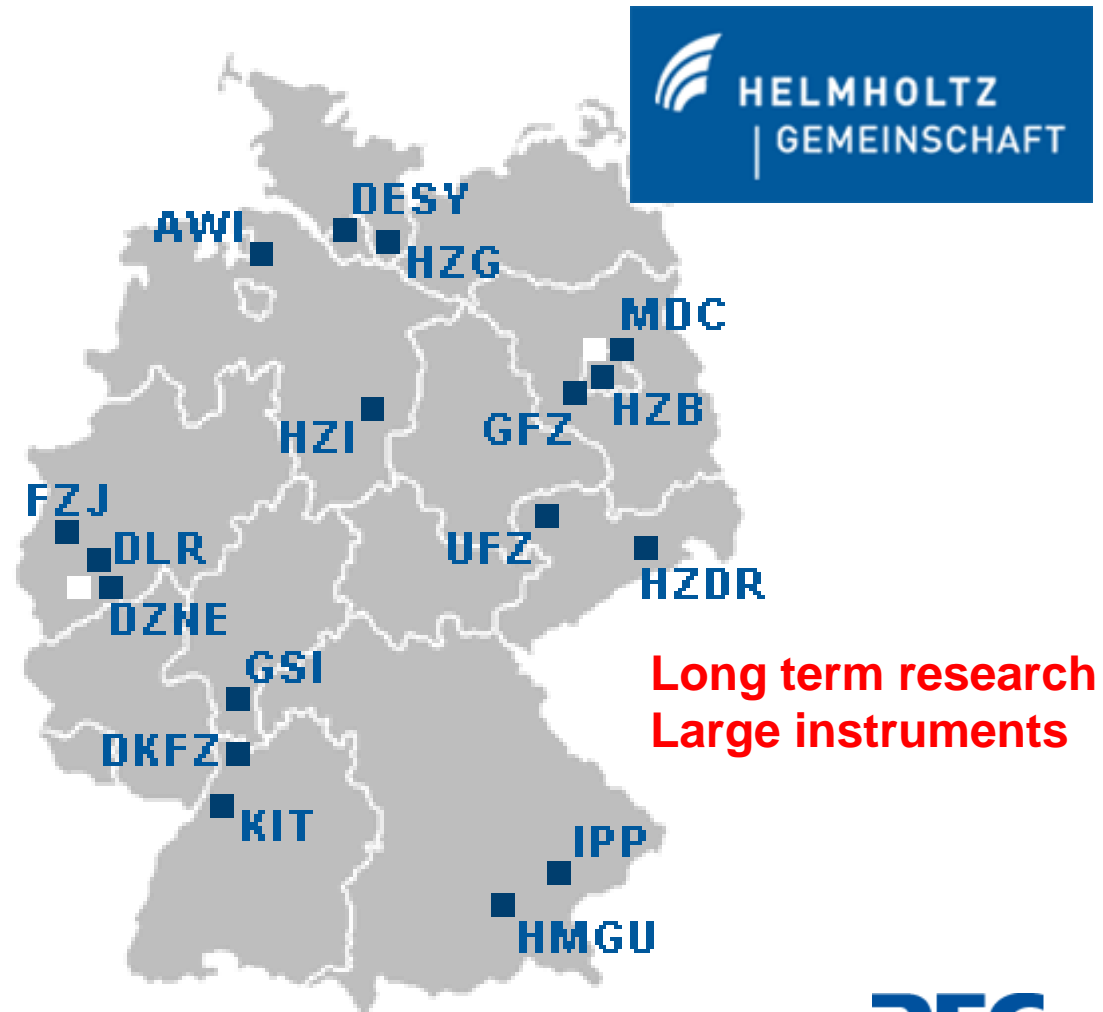 HELMHOLTZ
| GEMEINSCHAFT
DESY
AWI
HZG
MDC
HZB
GFZ
HZI
FZJ
DLR
UFZ
HZDR
DZNE
GSI
Long term research
Large instruments
DKFZ
KIT
IPP
HMGU